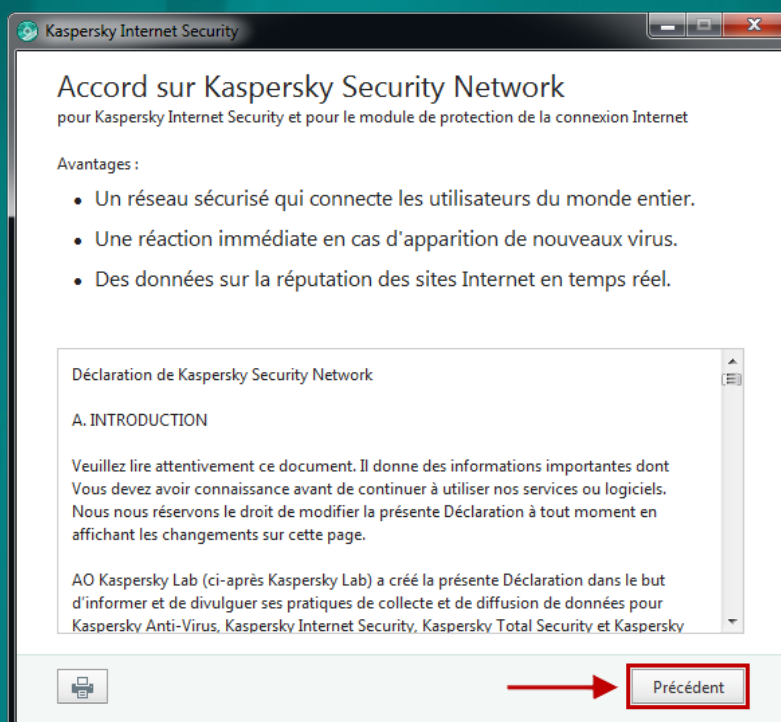 Kaspersky Internet Security
Accord sur Kaspersky Security Network
pour Kaspersky Internet Security et pour le module de protection de la connexion Internet
Avantages :
• Un réseau sécurisé qui connecte les utilisateurs du monde entier.
• Une réaction immédiate en cas d'apparition de nouveaux virus.
• Des données sur la réputation des sites Internet en temps réel.
Déclaration de Kaspersky Security Network
A. INTRODUCTION
Veuillez lire attentivement ce document. Il donne des informations importantes dont
Vous devez avoir connaissance avant de continuer à utiliser nos services ou logiciels.
Nous nous réservons le droit de modifier la présente Déclaration à tout moment en
affichant les changements sur cette page.
AO Kaspersky Lab (ci-après Kaspersky Lab) a créé la présente Déclaration dans le but
d'informer et de divulguer ses pratiques de collecte et de diffusion de données pour
Kaspersky Anti-Virus, Kaspersky Internet Security, Kaspersky Total Security et Kaspersky
Précédent